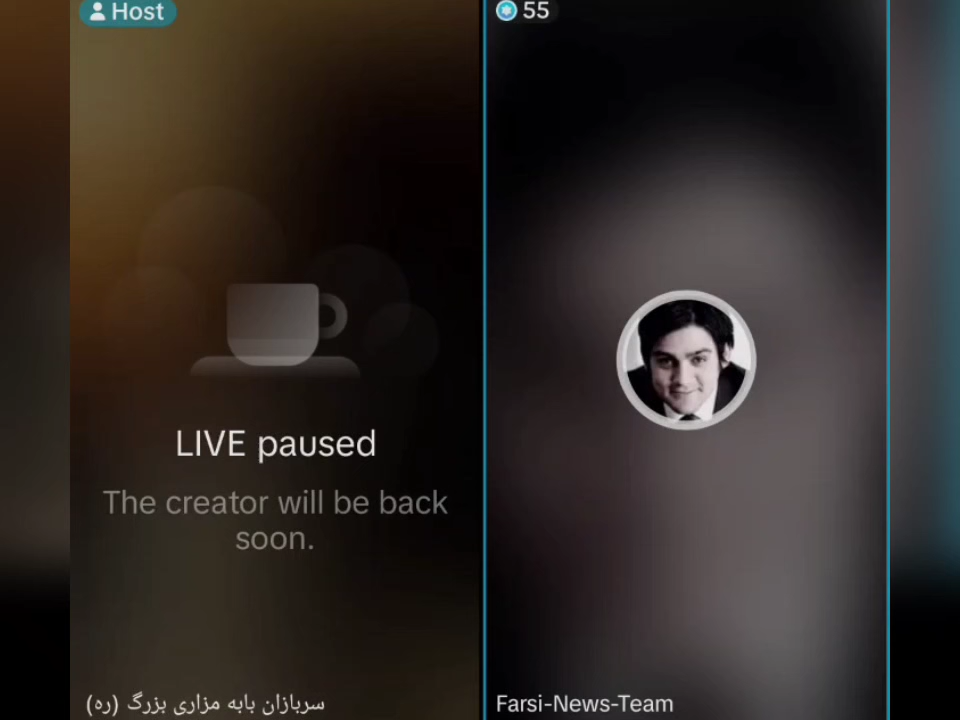 Host
55
LIVE paused
The creator will be back
soon.
سربازان بابه مزاری بزرگ (ره)
Farsi-News-Team